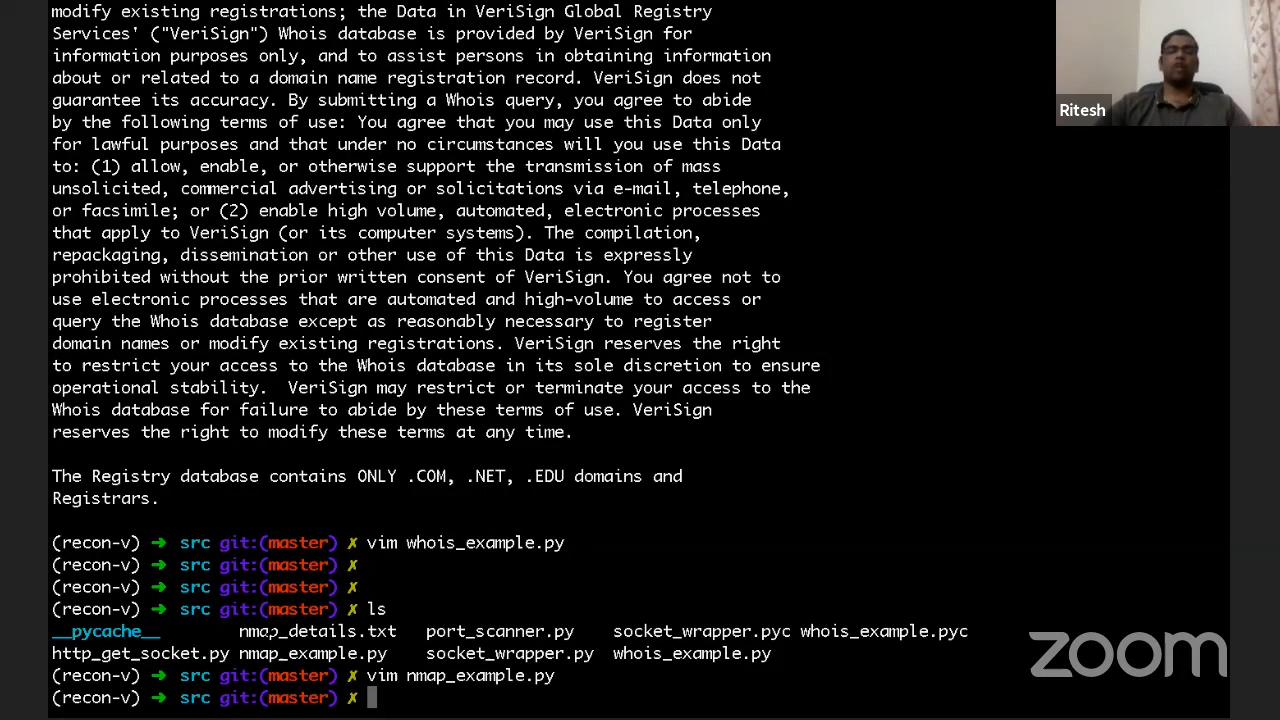 modify existing registrations; the Data in VeriSign Global Registry
Services' ("VeriSign") Whois database is provided by VeriSign for
information purposes only, and to assist persons in obtaining information
about or related to a domain name registration record. VeriSign does not
guarantee its accuracy. By submitting a Whois query, you agree to abide
by the following terms of use: You agree that you may use this Data only
for lawful purposes and that under no circumstances will you use this Data
to: (1) allow, enable, or otherwise support the transmission of mass
unsolicited, commercial advertising or solicitations via e-mail, telephone,
or facsimile; or (2) enable high volume, automated, electronic processes
that apply to VeriSign (or its computer systems). The compilation,
repackaging, dissemination or other use of this Data is expressly
prohibited without the prior written consent of VeriSign. You agree not to
use electronic processes that are automated and high-volume to access or
query the Whois database except as reasonably necessary to register
domain names or modify existing registrations. VeriSign reserves the right
to restrict your access to the Whois database in its sole discretion to ensure
operational stability.  VeriSign may restrict or terminate your access to the
Whois database for failure to abide by these terms of use. VeriSign
reserves the right to modify these terms at any time.
The Registry database contains ONLY .COM, .NET, .EDU domains and
Registrars.
(recon-v) ➜ src git:(master) ✗ vim whois_example.py
(recon-v) ➜ src git:(master) ✗
(recon-v) ➜ src git:(master) ✗
(recon-v) ➜ src git:(master) ✗ ls
__pycache__ nmap_details.txt port_scanner.py socket_wrapper.pyc whois_example.pyc
http_get_socket.py nmap_example.py socket_wrapper.py whois_example.py
(recon-v) ➜ src git:(master) ✗ vim nmap_example.py
(recon-v) ➜ src git:(master) ✗
Ritesh
zoom